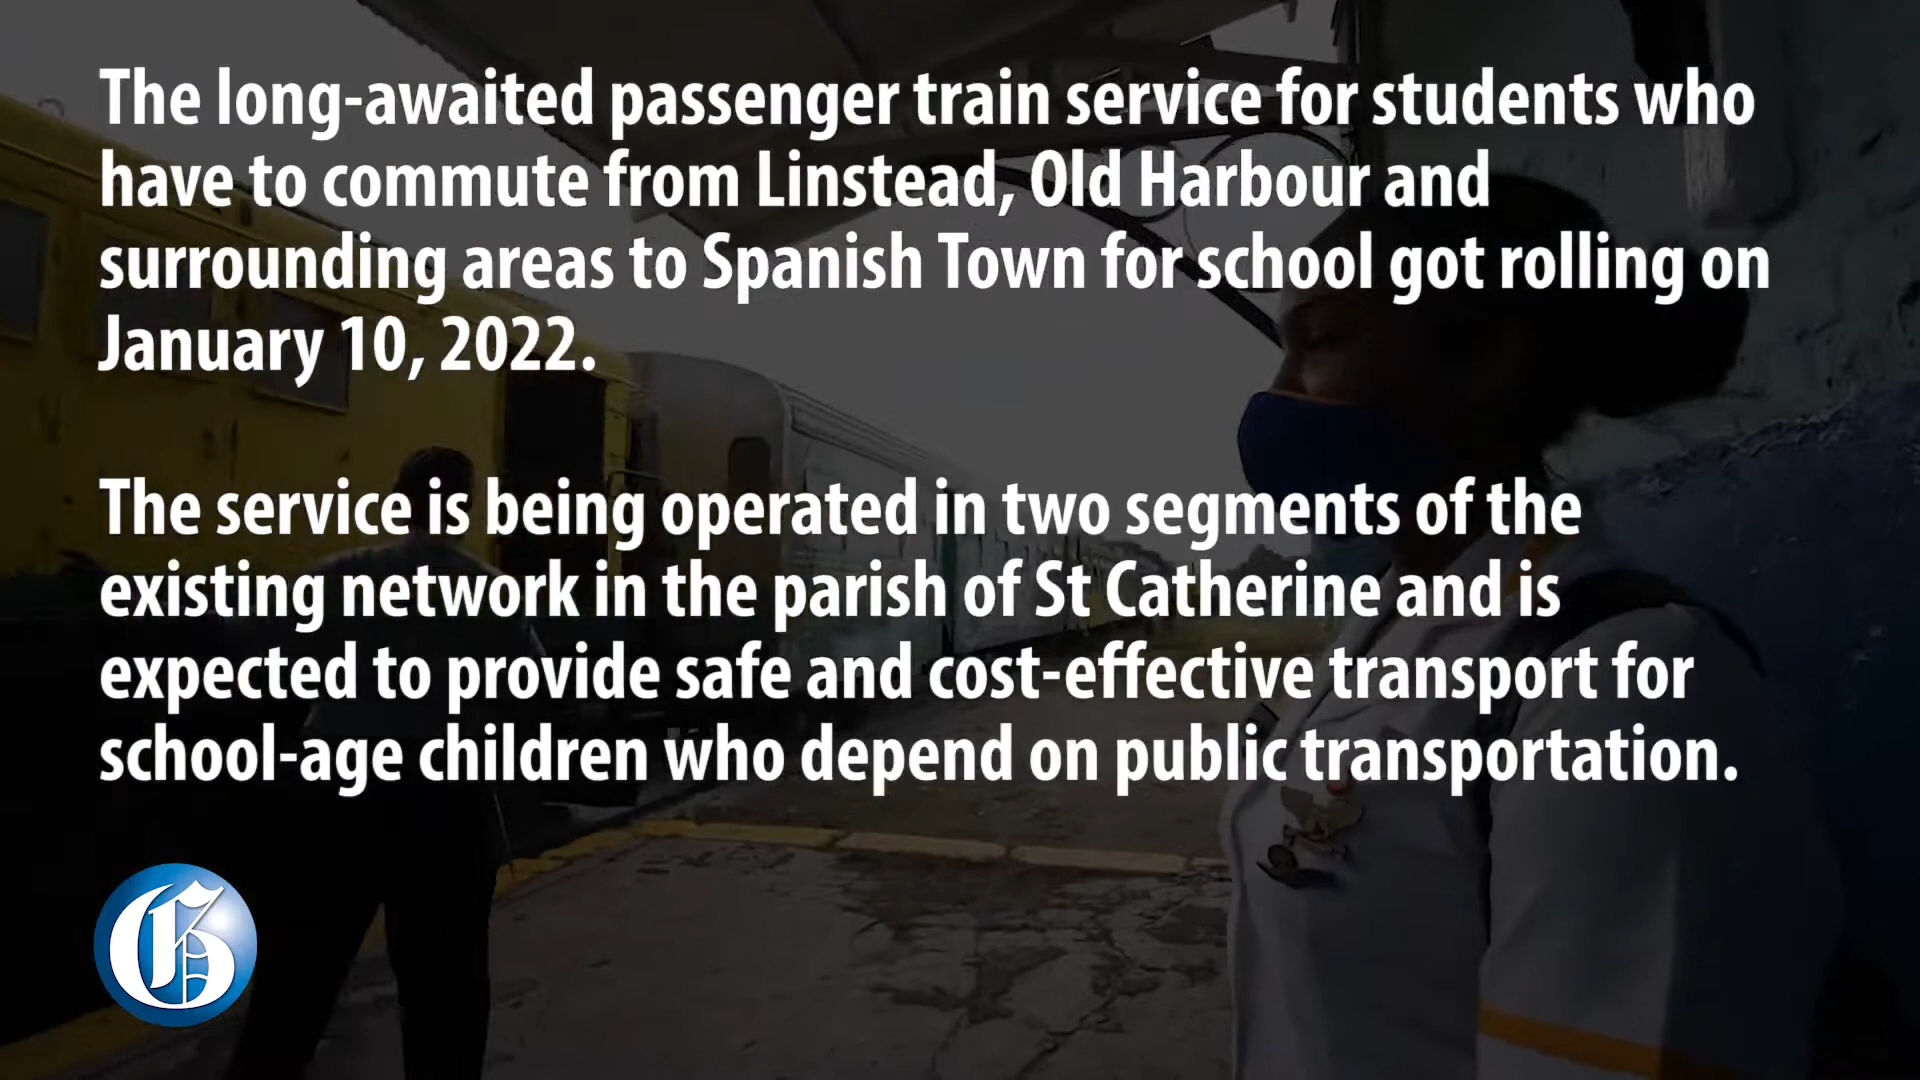 The long-awaited passenger train service for students who
have to commute from Linstead, Old Harbour and
surrounding areas to Spanish Town for school got rolling on
January 10, 2022.
The service is being operated in two segments of the
existing network in the parish of St Catherine and is
expected to provide safe and cost-effective transport for
school-age children who depend on public transportation.
G